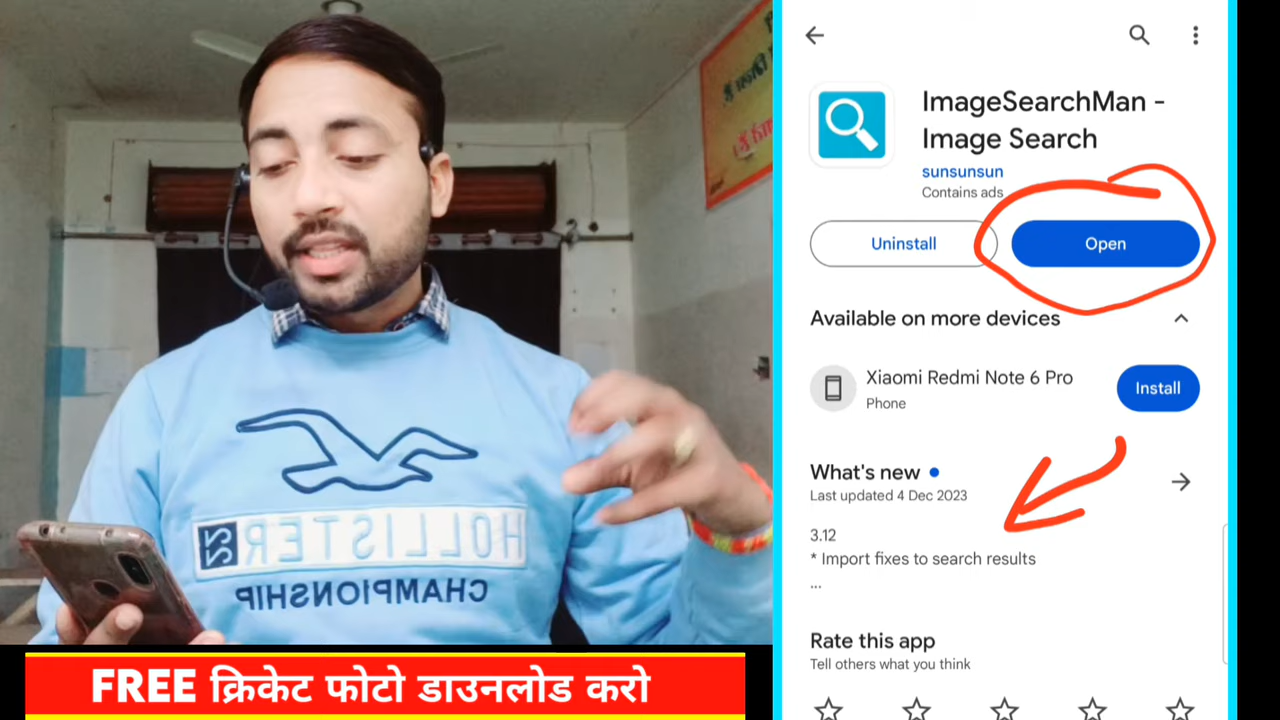 HOLLISTER 22
CHAMPIONSHIP
FREE क्रिकेट फोटो डाउनलोड करो
ImageSearchMan -
Image Search
sunsunsun
Contains ads
Uninstall
Open
Available on more devices
Xiaomi Redmi Note 6 Pro
Phone
Install
What's new
Last updated 4 Dec 2023
3.12
* Import fixes to search results
...
Rate this app
Tell others what you think